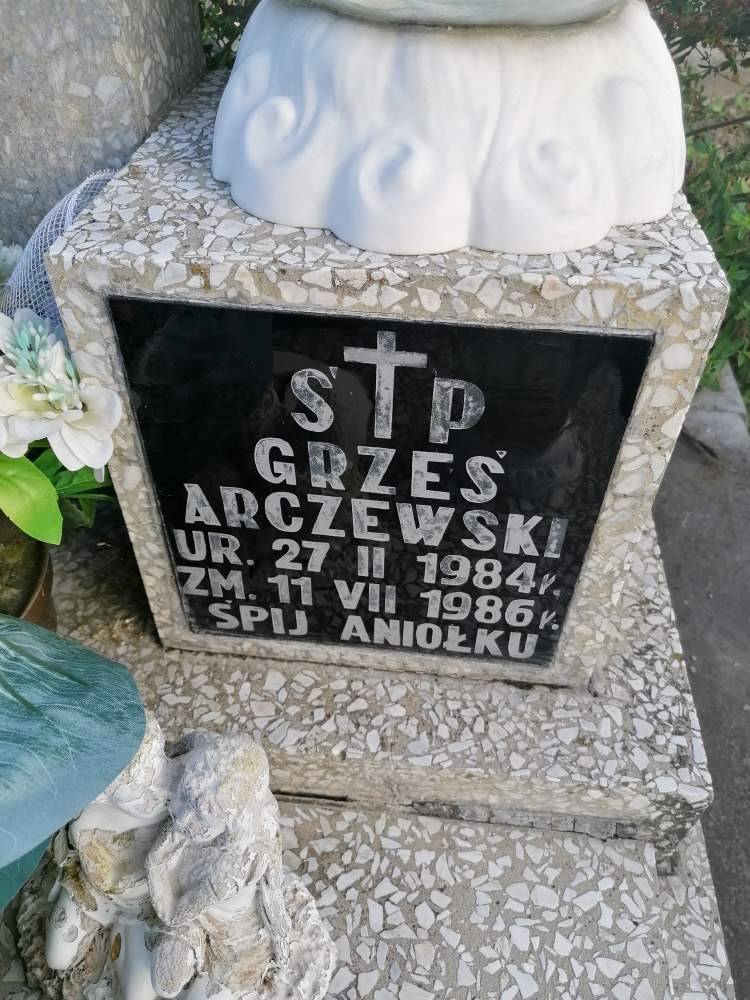 Ś P
GRZEŚ
ARCZEWSKI
UR. 27 II 1984r.
ZM. 11 VII 1986r.
ŚPIJ ANIOŁKU